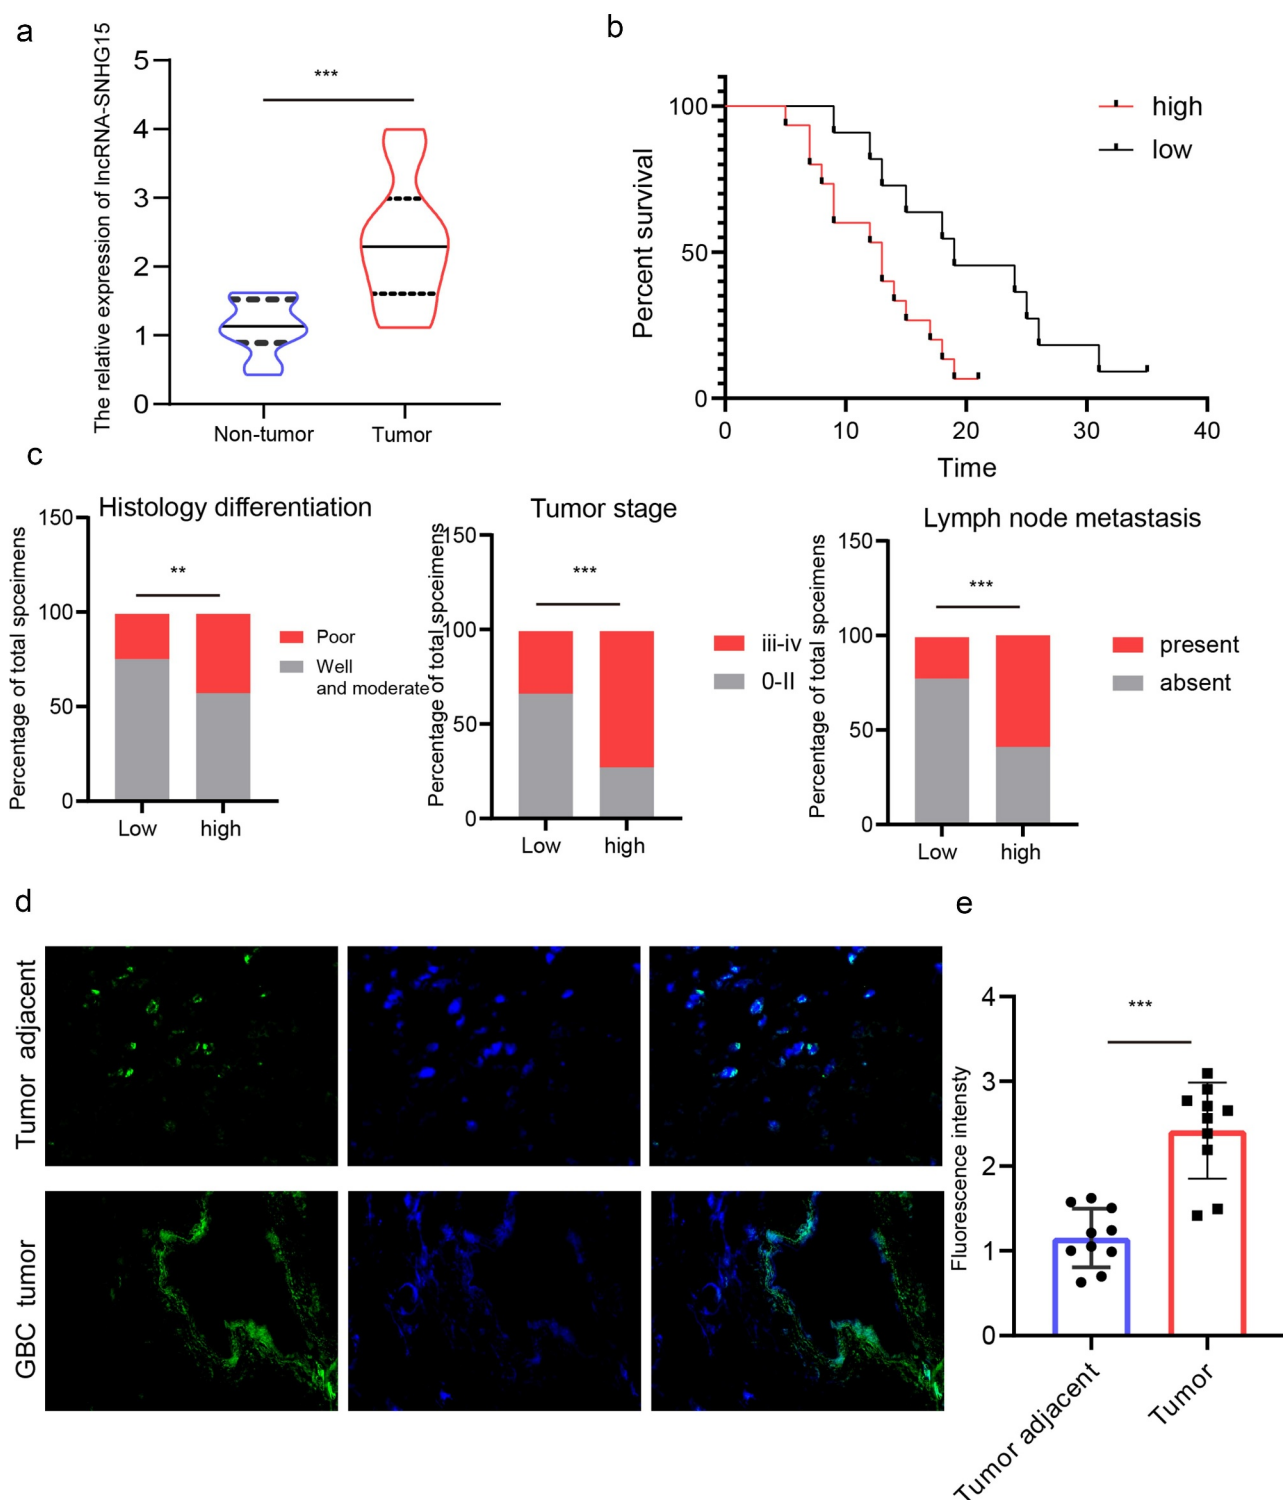 a
The relative expression of lncRNA-SNHG15
5
4
3
2
1
0
***
Non-tumor
Tumor
b
Percent survival
100
50
0
0
10
20
30
40
Time
high
low
c
Histology differentiation
Percentage of total spceimens
150
100
50
0
**
Low
high
Poor
Well
and moderate
Tumor stage
Percentage of total spceimens
150
100
50
0
***
Low
high
iii-iv
0-II
Lymph node metastasis
Percentage of total spceimens
150
100
50
0
***
Low
high
present
absent
d
Tumor adjacent
GBC tumor
e
Fluorescence intensty
4
3
2
1
0
***
Tumor adjacent
Tumor